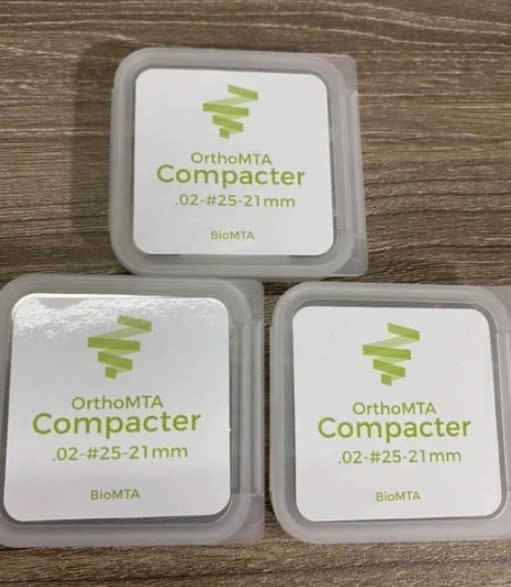 OrthoMTA
Compacter
.02-#25-21mm
BioMTA
OrthoMTA
Compacter
.02-#25-21mm
BioMTA
OrthoMTA
Compacter
.02-#25-21mm
BioMTA